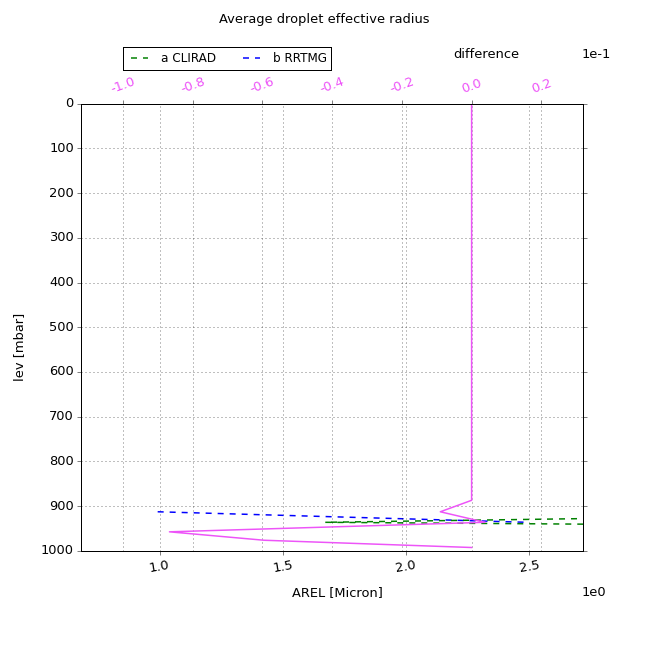 Average droplet effective radius
a CLIRAD b RRTMG difference 1e-1
-1.0 -0.8 -0.6 -0.4 -0.2 0.0 0.2
0
100
200
300
400
500
600
700
800
900
1000
lev [mbar]
1.0 1.5 2.0 2.5
AREL [Micron] 1e0